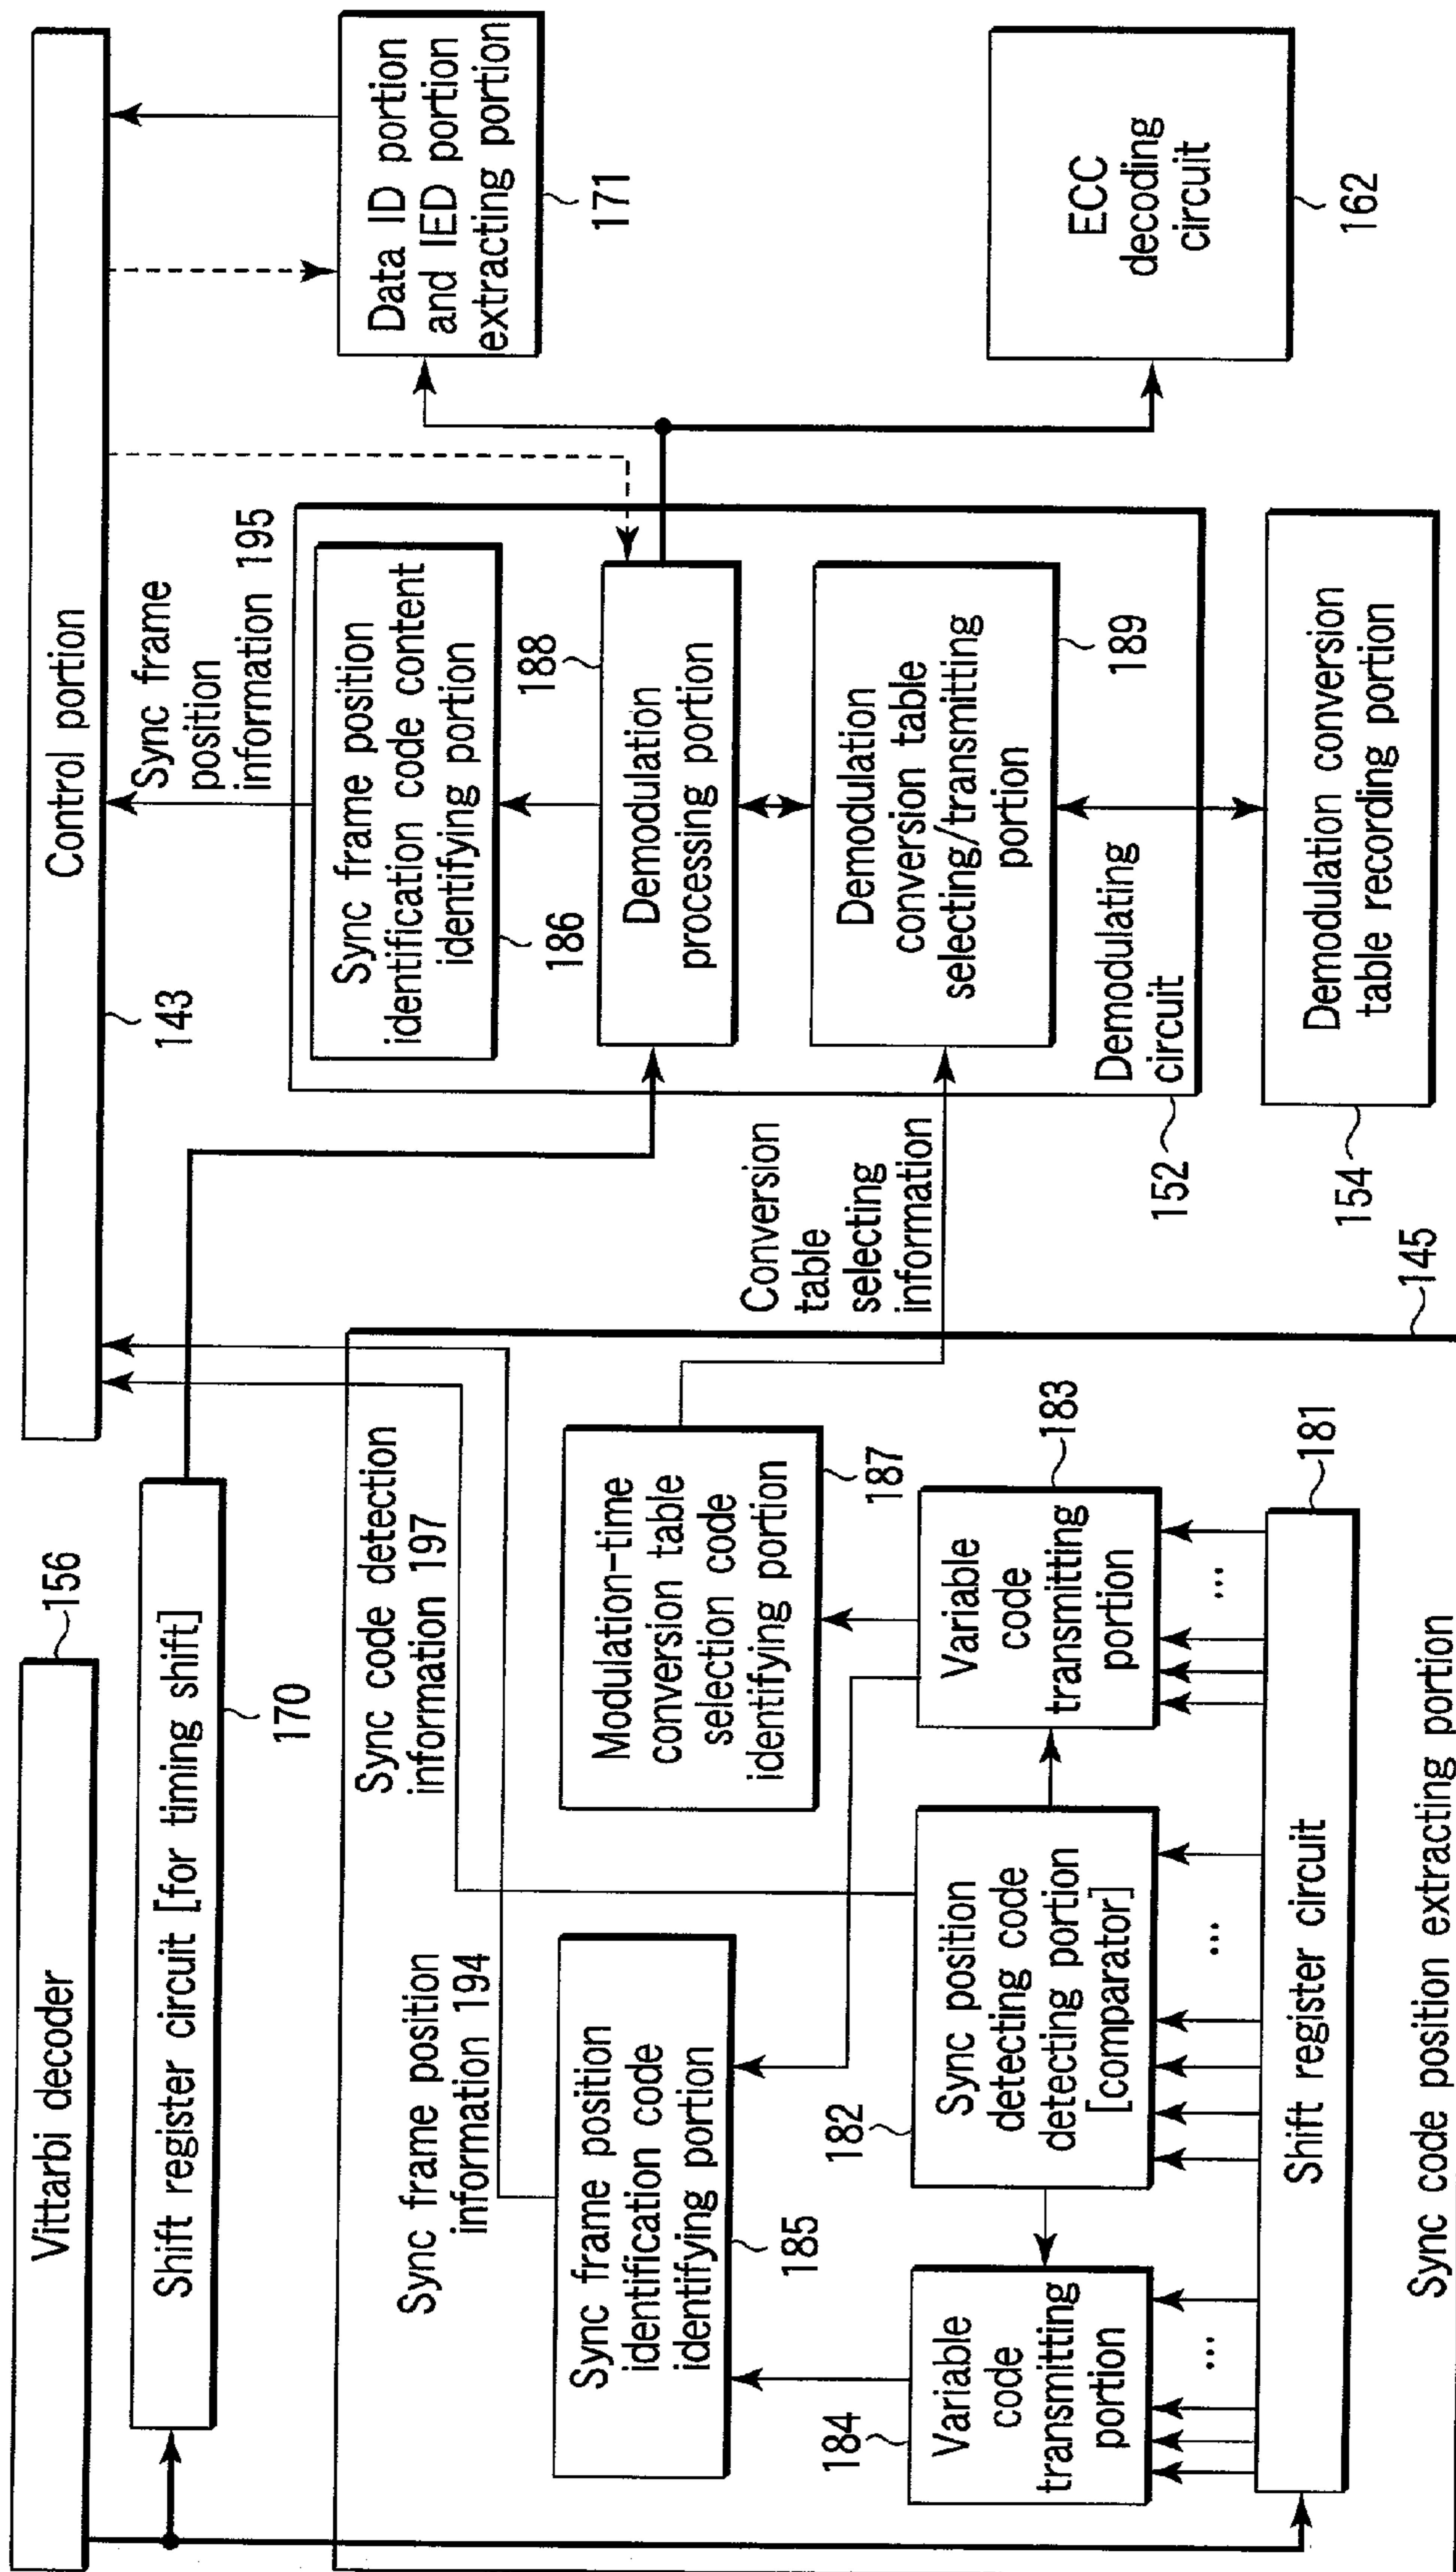 Vittarbi decoder
156
Shift register circuit [for timing shift]
170
Control portion
143
Sync frame position
information 194
Sync code detection
information 197
Sync frame position
identification code
identifying portion
185
Modulation-time
conversion table
selection code
identifying portion
187
184
Variable
code
transmitting
portion
182
Sync position
detecting code
detecting portion
[comparator]
Variable
code
transmitting
portion
183
...
...
...
Shift register circuit
181
Sync code position extracting portion
145
Conversion
table
selecting
information
Sync frame
position
information 195
Sync frame position
identification code content
identifying portion
186
188
Demodulation
processing portion
Demodulation
conversion table
selecting/transmitting
portion
189
Demodulating
circuit
152
Demodulation conversion
table recording portion
154
Data ID portion
and IED portion
extracting portion
171
ECC
decoding
circuit
162